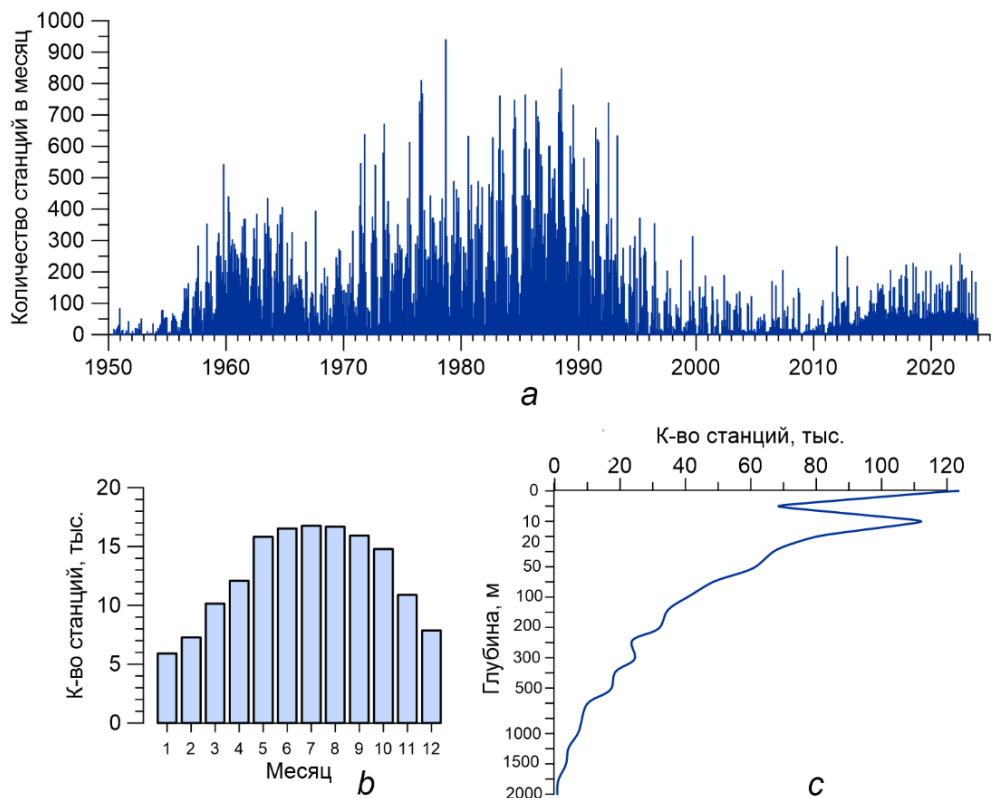 Количество станций в месяц
1000
900
800
700
600
500
400
300
200
100
0
1950 1960 1970 1980 1990 2000 2010 2020
a
К-во станций, тыс.
20
15
10
5
0
1 2 3 4 5 6 7 8 9 10 11 12
Месяц
b
К-во станций, тыс.
0 20 40 60 80 100 120
Глубина, м
0
10
20
50
100
200
300
500
1000
1500
2000
c